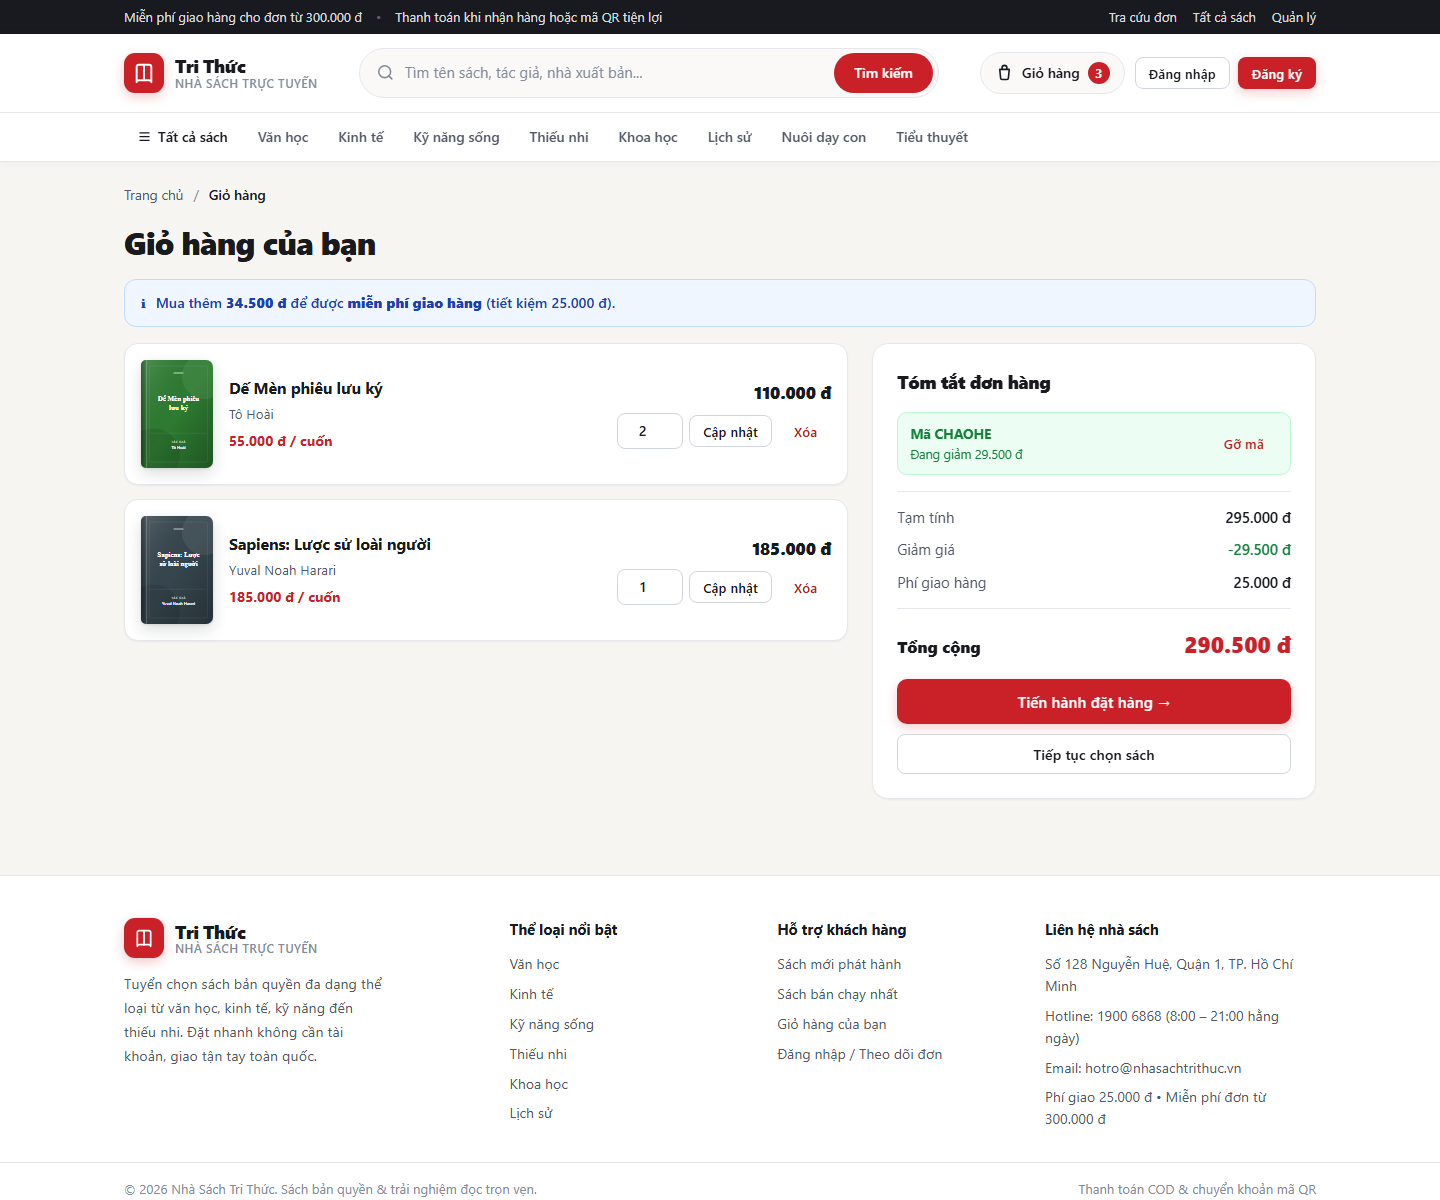 Miễn phí giao hàng cho đơn từ 300.000 đ • Thanh toán khi nhận hàng hoặc mã QR tiện lợi
Tra cứu đơn Tất cả sách Quản lý
Tri Thức
NHÀ SÁCH TRỰC TUYẾN
Tìm tên sách, tác giả, nhà xuất bản...
Tìm kiếm
Giỏ hàng 3
Đăng nhập
Đăng ký
Tất cả sách Văn học Kinh tế Kỹ năng sống Thiếu nhi Khoa học Lịch sử Nuôi dạy con Tiểu thuyết
Trang chủ / Giỏ hàng
Giỏ hàng của bạn
Mua thêm 34.500 đ để được miễn phí giao hàng (tiết kiệm 25.000 đ).
Dế Mèn phiêu
lưu ký
Tô Hoài
Dế Mèn phiêu lưu ký
Tô Hoài
55.000 đ / cuốn
110.000 đ
2 Cập nhật Xóa
Sapiens: Lược
sử loài người
Yuval Noah Harari
Sapiens: Lược sử loài người
Yuval Noah Harari
185.000 đ / cuốn
185.000 đ
1 Cập nhật Xóa
Tóm tắt đơn hàng
Mã CHAOHE
Đang giảm 29.500 đ
Gỡ mã
Tạm tính 295.000 đ
Giảm giá -29.500 đ
Phí giao hàng 25.000 đ
Tổng cộng 290.500 đ
Tiến hành đặt hàng →
Tiếp tục chọn sách
Tri Thức
NHÀ SÁCH TRỰC TUYẾN
Tuyển chọn sách bản quyền đa dạng thể
loại từ văn học, kinh tế, kỹ năng đến
thiếu nhi. Đặt nhanh không cần tài
khoản, giao tận tay toàn quốc.
Thể loại nổi bật
Văn học
Kinh tế
Kỹ năng sống
Thiếu nhi
Khoa học
Lịch sử
Hỗ trợ khách hàng
Sách mới phát hành
Sách bán chạy nhất
Giỏ hàng của bạn
Đăng nhập / Theo dõi đơn
Liên hệ nhà sách
Số 128 Nguyễn Huệ, Quận 1, TP. Hồ Chí
Minh
Hotline: 1900 6868 (8:00 – 21:00 hằng
ngày)
Email: hotro@nhasachtrithuc.vn
Phí giao 25.000 đ • Miễn phí đơn từ
300.000 đ
© 2026 Nhà Sách Tri Thức. Sách bản quyền & trải nghiệm đọc trọn vẹn.
Thanh toán COD & chuyển khoản mã QR